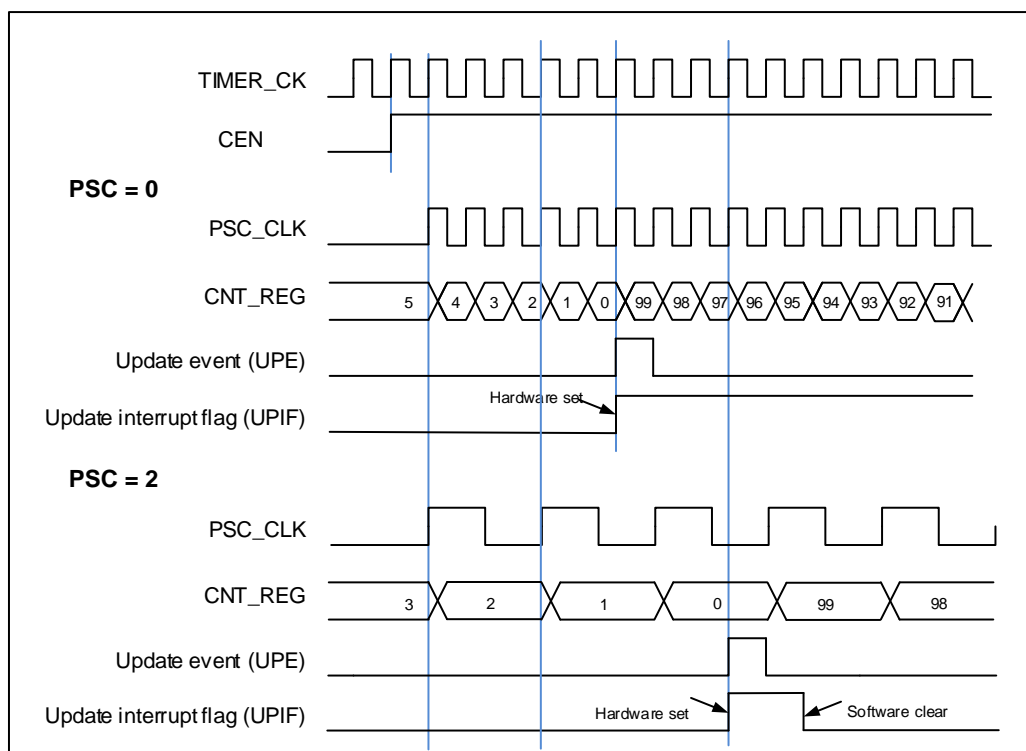 TIMER_CK
CEN
PSC = 0
PSC_CLK
CNT_REG 5 4 3 2 1 0 99 98 97 96 95 94 93 92 91
Update event (UPE)
Hardware set
Update interrupt flag (UPIF)
PSC = 2
PSC_CLK
CNT_REG 3 2 1 0 99 98
Update event (UPE)
Update interrupt flag (UPIF) Hardware set Software clear